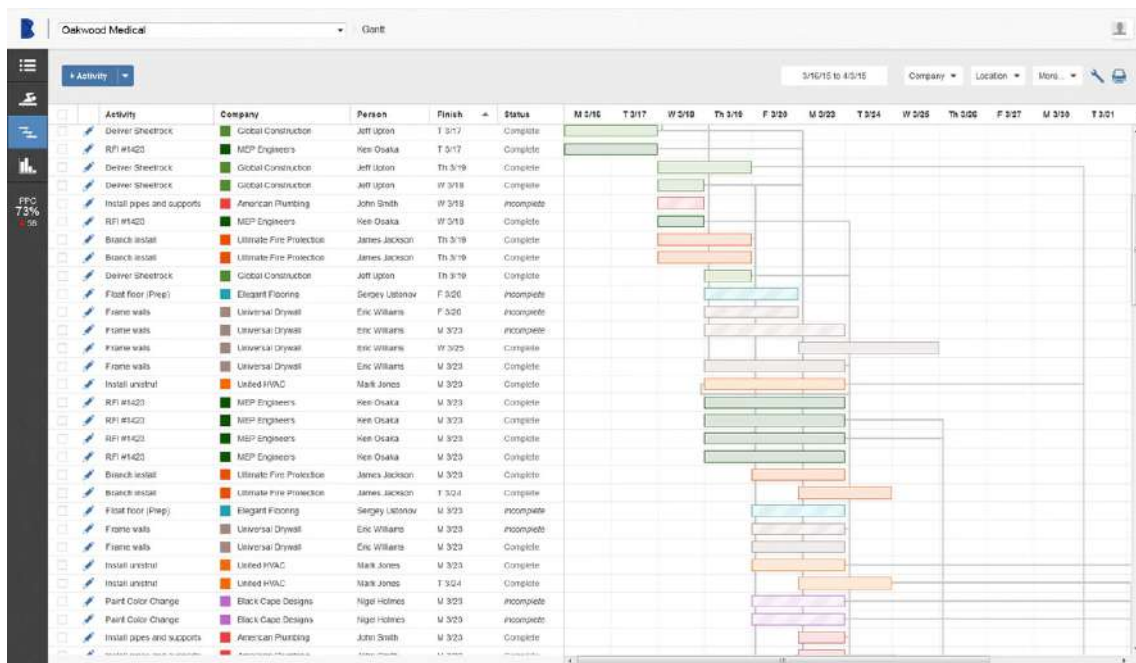 Oakwood Medical Gantt
Activity 3/16/15 to 4/3/15 Company Location More...
Activity Company Person Finish Status M 3/16 T 3/17 W 3/18 Th 3/19 F 3/20 M 3/23 T 3/24 W 3/25 Th 3/26 F 3/27 M 3/30 T 3/31
Deliver Sheetrock Global Construction Jeff Upton T 3/17 Complete
RFI #1423 MEP Engineers Ken Osaka T 3/17 Complete
Deliver Sheetrock Global Construction Jeff Upton Th 3/19 Complete
Deliver Sheetrock Global Construction Jeff Upton W 3/18 Complete
Install pipes and supports American Plumbing John Smith W 3/18 Incomplete
RFI #1423 MEP Engineers Ken Osaka W 3/18 Complete
Branch install Ultimate Fire Protection James Jackson Th 3/19 Complete
Branch install Ultimate Fire Protection James Jackson Th 3/19 Complete
Deliver Sheetrock Global Construction Jeff Upton Th 3/19 Complete
Float floor (Prep) Elegant Flooring Sergey Ustonov F 3/20 Incomplete
Frame walls Universal Drywall Eric Williams F 3/20 Incomplete
Frame walls Universal Drywall Eric Williams M 3/23 Incomplete
Frame walls Universal Drywall Eric Williams W 3/25 Complete
Frame walls Universal Drywall Eric Williams M 3/23 Complete
Install unistrut United HVAC Mark Jones M 3/23 Complete
RFI #1423 MEP Engineers Ken Osaka M 3/23 Complete
RFI #1423 MEP Engineers Ken Osaka M 3/23 Complete
RFI #1423 MEP Engineers Ken Osaka M 3/23 Complete
RFI #1423 MEP Engineers Ken Osaka M 3/23 Complete
Branch install Ultimate Fire Protection James Jackson M 3/23 Complete
Branch install Ultimate Fire Protection James Jackson T 3/24 Complete
Float floor (Prep) Elegant Flooring Sergey Ustonov M 3/23 Incomplete
Frame walls Universal Drywall Eric Williams M 3/23 Incomplete
Frame walls Universal Drywall Eric Williams M 3/23 Complete
Install unistrut United HVAC Mark Jones M 3/23 Complete
Install unistrut United HVAC Mark Jones T 3/24 Complete
Paint Color Change Black Cape Designs Nigel Holmes M 3/23 Incomplete
Paint Color Change Black Cape Designs Nigel Holmes M 3/23 Incomplete
Install pipes and supports American Plumbing John Smith M 3/23 Complete
PPC
73%